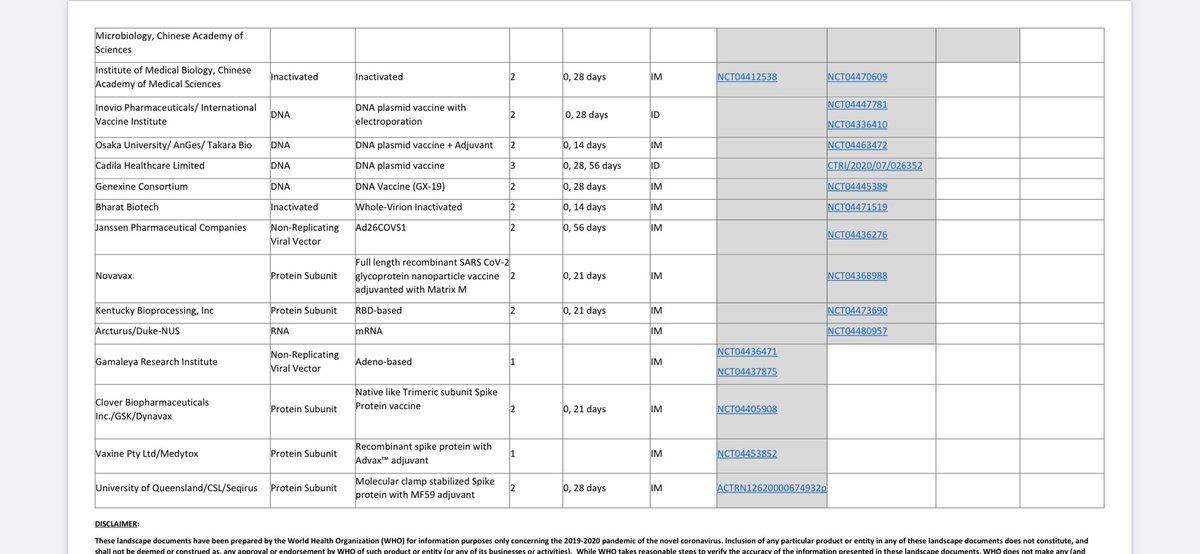 Microbiology, Chinese Academy of
Sciences
Institute of Medical Biology, Chinese
Academy of Medical Sciences
Inactivated
Inactivated
2
0, 28 days
IM
NCT04412538
NCT04470609
Inovio Pharmaceuticals/ International
Vaccine Institute
DNA
DNA plasmid vaccine with
electroporation
2
0, 28 days
ID
NCT04447781
NCT04336410
Osaka University/ AnGes/ Takara Bio
DNA
DNA plasmid vaccine + Adjuvant
2
0, 14 days
IM
NCT04463472
Cadila Healthcare Limited
DNA
DNA plasmid vaccine
3
0, 28, 56 days
ID
CTRI/2020/07/026352
Genexine Consortium
DNA
DNA Vaccine (GX-19)
2
0, 28 days
IM
NCT04445389
Bharat Biotech
Inactivated
Whole-Virion Inactivated
2
0, 14 days
IM
NCT04471519
Janssen Pharmaceutical Companies
Non-Replicating
Viral Vector
Ad26COVS1
2
0, 56 days
IM
NCT04436276
Novavax
Protein Subunit
Full length recombinant SARS CoV-2
glycoprotein nanoparticle vaccine
adjuvanted with Matrix M
2
0, 21 days
IM
NCT04368988
Kentucky Bioprocessing, Inc
Protein Subunit
RBD-based
2
0, 21 days
IM
NCT04473690
Arcturus/Duke-NUS
RNA
mRNA
IM
NCT04480957
Gamaleya Research Institute
Non-Replicating
Viral Vector
Adeno-based
1
IM
NCT04436471
NCT04437875
Clover Biopharmaceuticals
Inc./GSK/Dynavax
Protein Subunit
Native like Trimeric subunit Spike
Protein vaccine
2
0, 21 days
IM
NCT04405908
Vaxine Pty Ltd/Medytox
Protein Subunit
Recombinant spike protein with
Advax™ adjuvant
1
IM
NCT04453852
University of Queensland/CSL/Seqirus
Protein Subunit
Molecular clamp stabilized Spike
protein with MF59 adjuvant
2
0, 28 days
IM
ACTRN12620000674932p
DISCLAIMER:
These landscape documents have been prepared by the World Health Organization (WHO) for information purposes only concerning the 2019-2020 pandemic of the novel coronavirus. Inclusion of any particular product or entity in any of these landscape documents does not constitute, and
shall not be deemed or construed as, any approval or endorsement by WHO of such product or entity (or any of its businesses or activities). While WHO takes reasonable steps to verify the accuracy of the information presented in these landscape documents, WHO does not make any (and